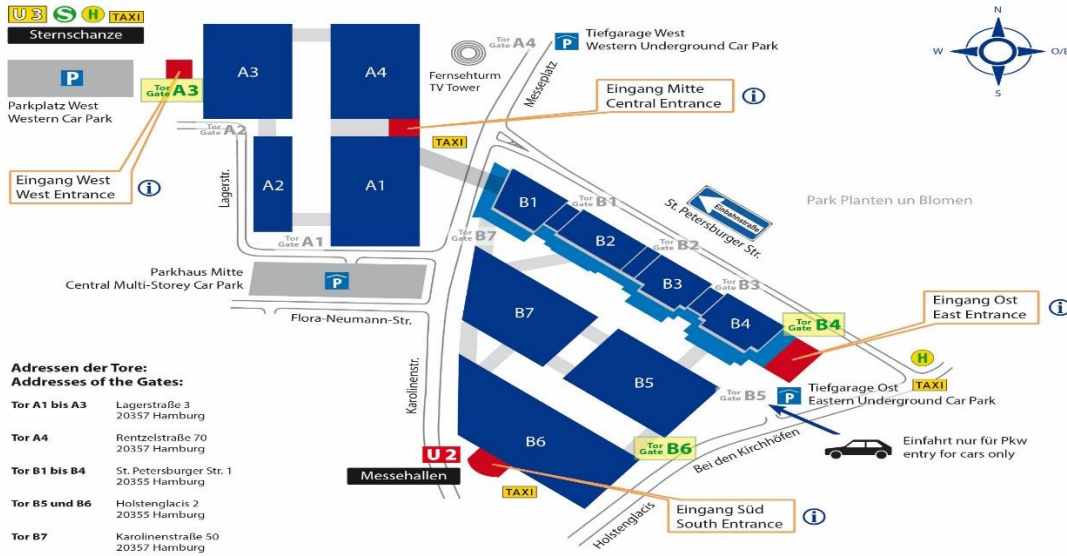 U3 S H TAXI
Sternschanze
P
Parkplatz West
Western Car Park
Tor
Gate A3
A3
A4
Tor
Gate A4
Fernsehturm
TV Tower
P
Tiefgarage West
Western Underground Car Park
Messeplatz
N
W
O/E
S
Eingang Mitte
Central Entrance
i
TAXI
Tor
Gate A2
Eingang West
West Entrance
i
Lagerstr.
A2
A1
Tor
Gate A1
Parkhaus Mitte
Central Multi-Storey Car Park
P
Flora-Neumann-Str.
Karolinenstr.
B1
Tor
Gate B1
Einbahnstraße
St. Petersburger Str.
Park Planten un Blomen
Tor
Gate B7
B2
Tor
Gate B2
B3
Tor
Gate B3
B4
Tor
Gate B4
Eingang Ost
East Entrance
i
H
TAXI
B7
B5
Tor
Gate B5
P
Tiefgarage Ost
Eastern Underground Car Park
Einfahrt nur für Pkw
entry for cars only
Bei den Kirchhöfen
B6
Tor
Gate B6
U2
Messehallen
TAXI
Eingang Süd
South Entrance
i
Holstenglacis
Adressen der Tore:
Addresses of the Gates:
Tor A1 bis A3 Lagerstraße 3
20357 Hamburg
Tor A4 Rentzelstraße 70
20357 Hamburg
Tor B1 bis B4 St. Petersburger Str. 1
20355 Hamburg
Tor B5 und B6 Holstenglacis 2
20355 Hamburg
Tor B7 Karolinenstraße 50
20357 Hamburg